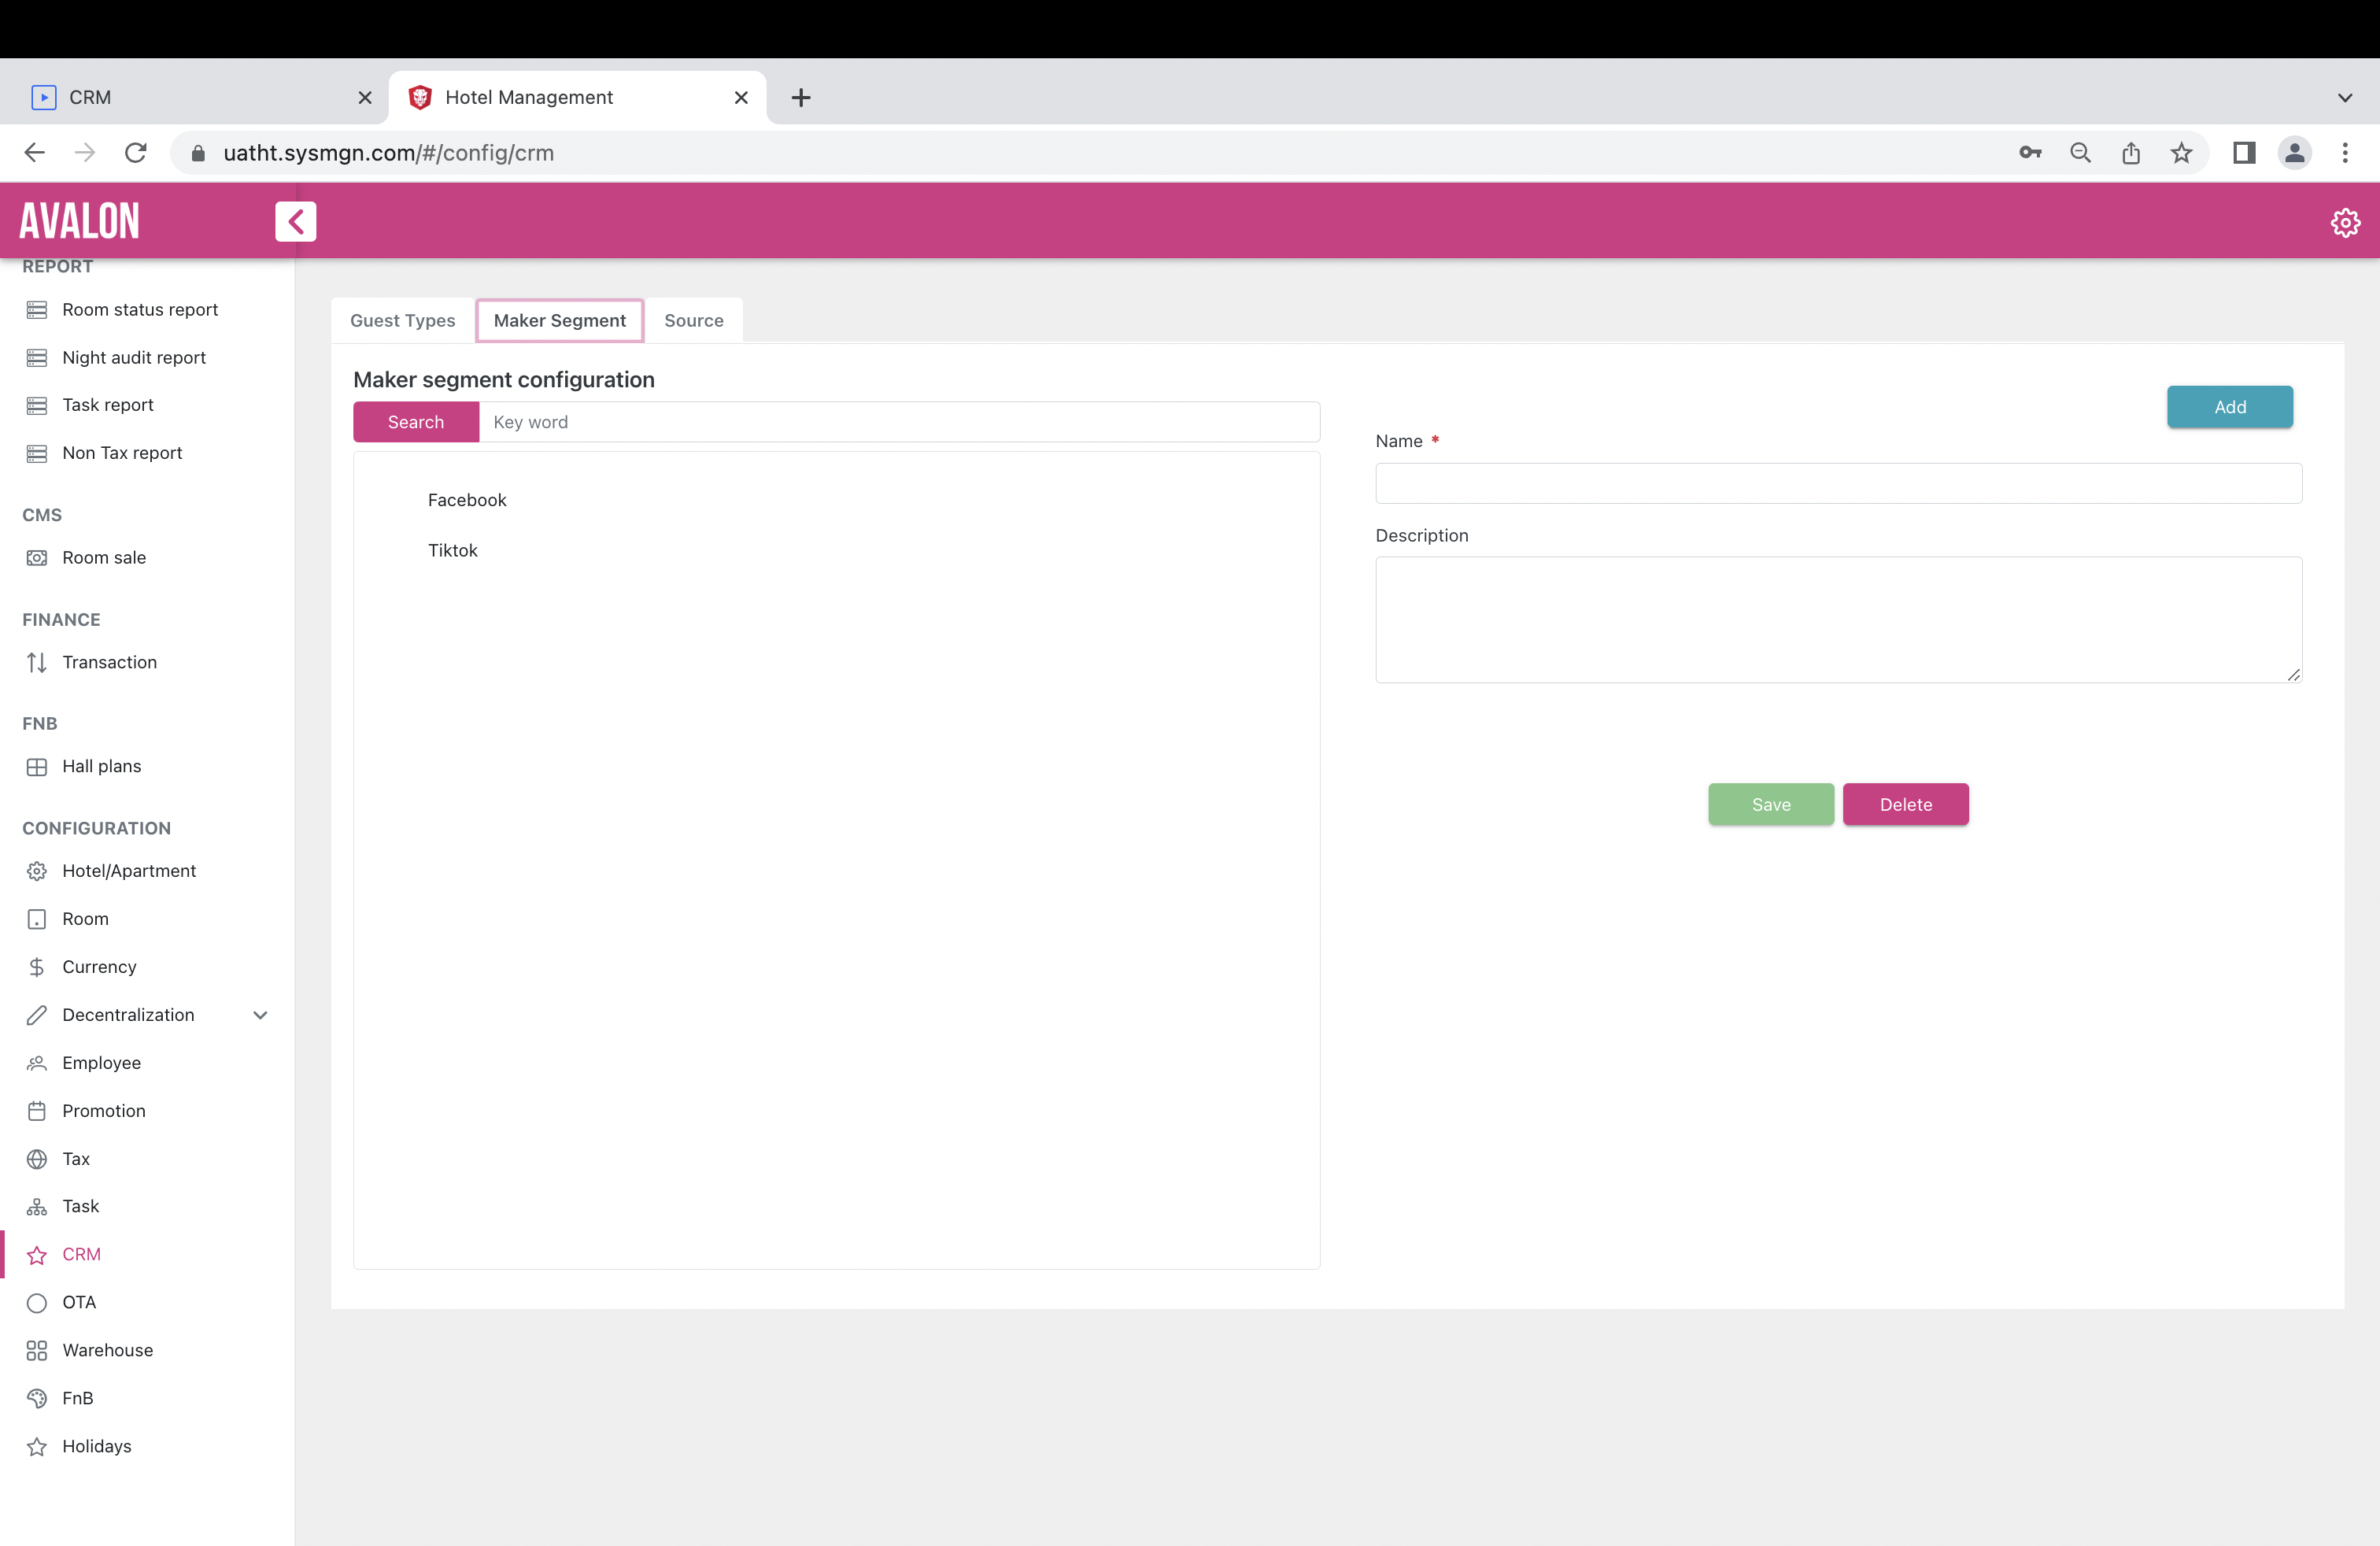 CRM
Hotel Management
uatht.sysmgn.com/#/config/crm
AVALON
REPORT
Room status report
Night audit report
Task report
Non Tax report
CMS
Room sale
FINANCE
Transaction
FNB
Hall plans
CONFIGURATION
Hotel/Apartment
Room
Currency
Decentralization
Employee
Promotion
Tax
Task
CRM
OTA
Warehouse
FnB
Holidays
Guest Types
Maker Segment
Source
Maker segment configuration
Search
Key word
Facebook
Tiktok
Add
Name *
Description
Save
Delete